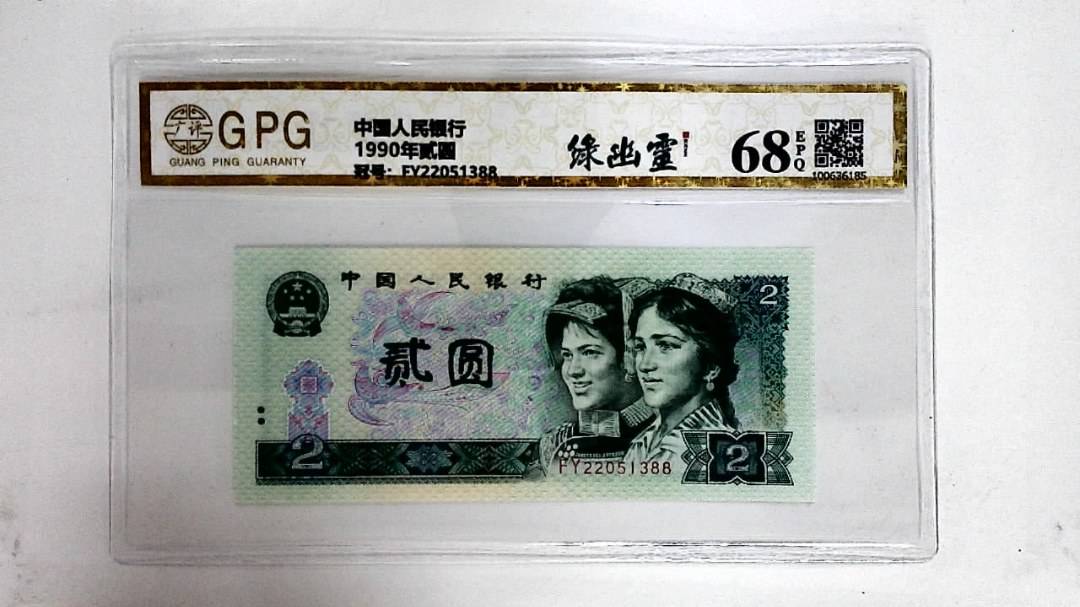 广评
GPG
GUANG PING GUARANTY
中国人民银行
1990年贰圆
冠号：FY22051388
绿幽灵
68
EPQ
100636185
中国人民银行
2
贰圆
2
FY22051388
2